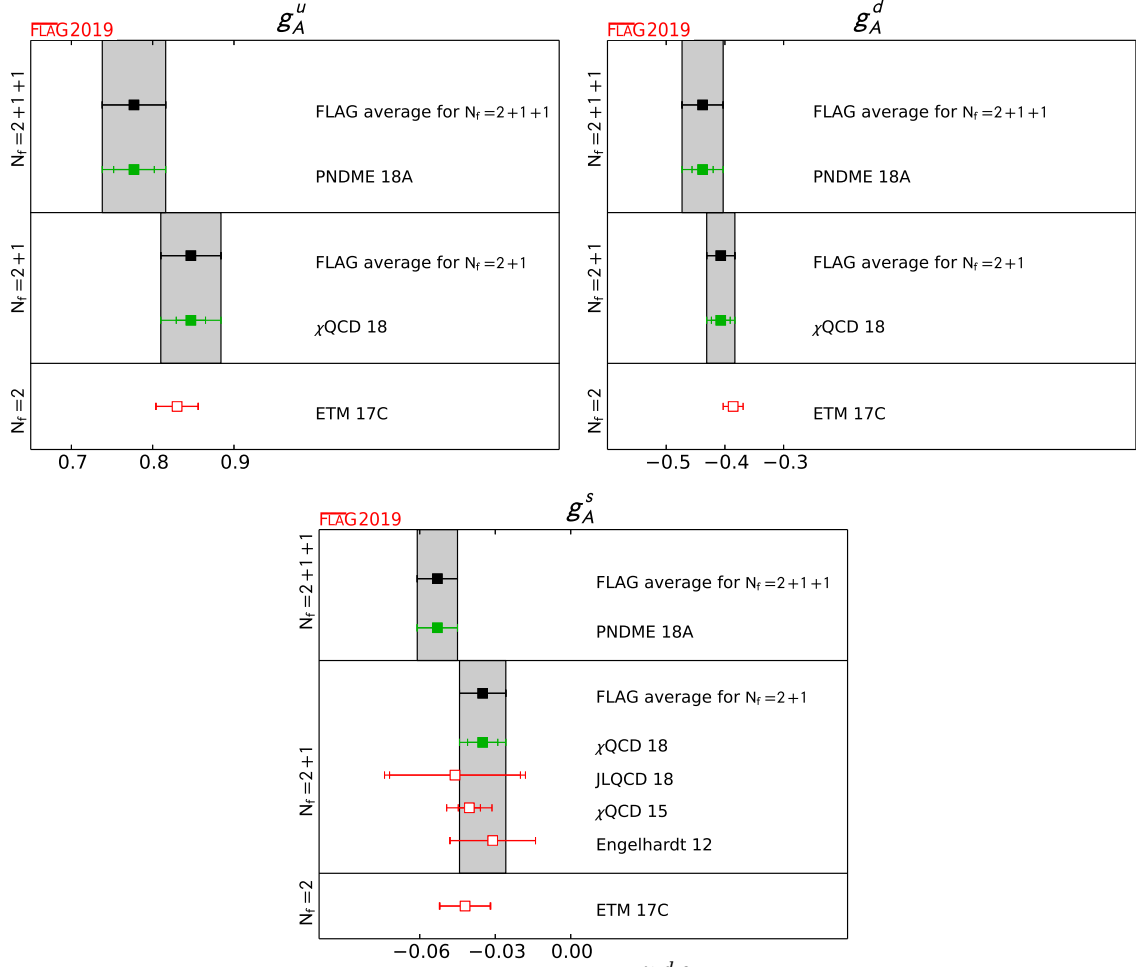 g_A^u
FLAG2019
N_f=2+1+1
FLAG average for N_f=2+1+1
PNDME 18A
N_f=2+1
FLAG average for N_f=2+1
χQCD 18
N_f=2
ETM 17C
0.7 0.8 0.9
g_A^d
FLAG2019
N_f=2+1+1
FLAG average for N_f=2+1+1
PNDME 18A
N_f=2+1
FLAG average for N_f=2+1
χQCD 18
N_f=2
ETM 17C
−0.5 −0.4 −0.3
g_A^s
FLAG2019
N_f=2+1+1
FLAG average for N_f=2+1+1
PNDME 18A
N_f=2+1
FLAG average for N_f=2+1
χQCD 18
JLQCD 18
χQCD 15
Engelhardt 12
N_f=2
ETM 17C
−0.06 −0.03 0.00